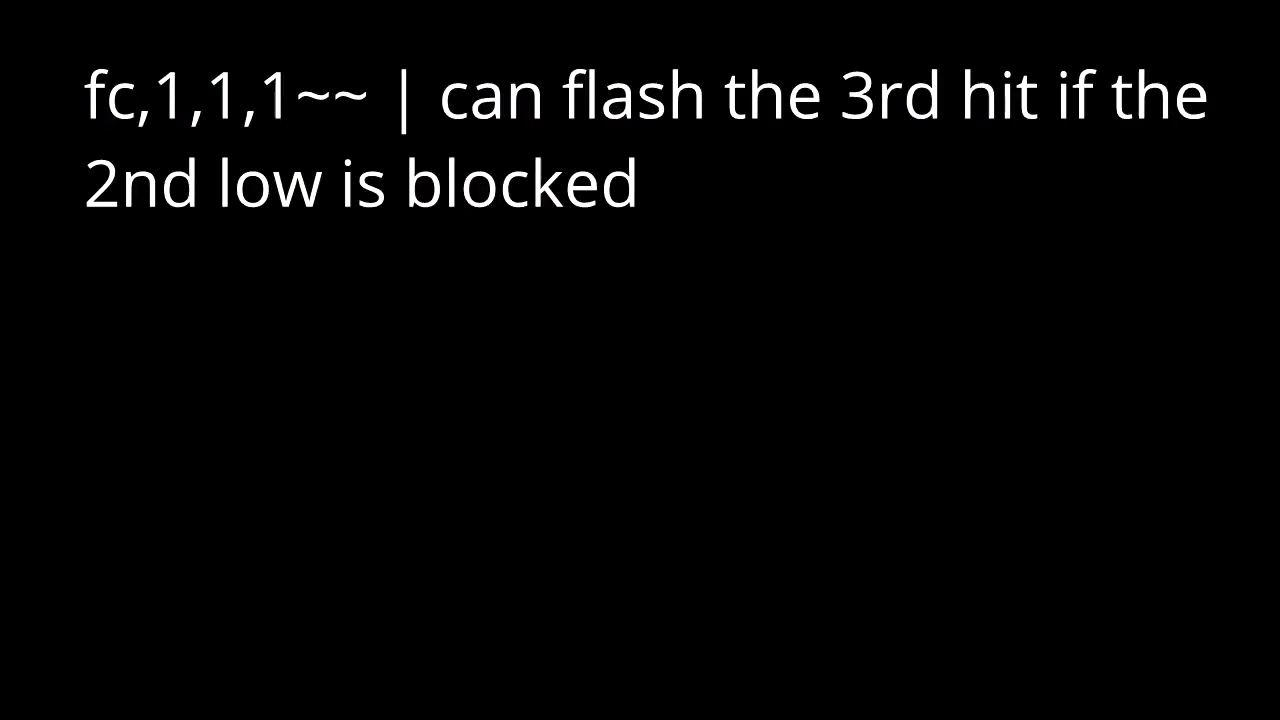 fc,1,1,1~~ | can flash the 3rd hit if the
2nd low is blocked